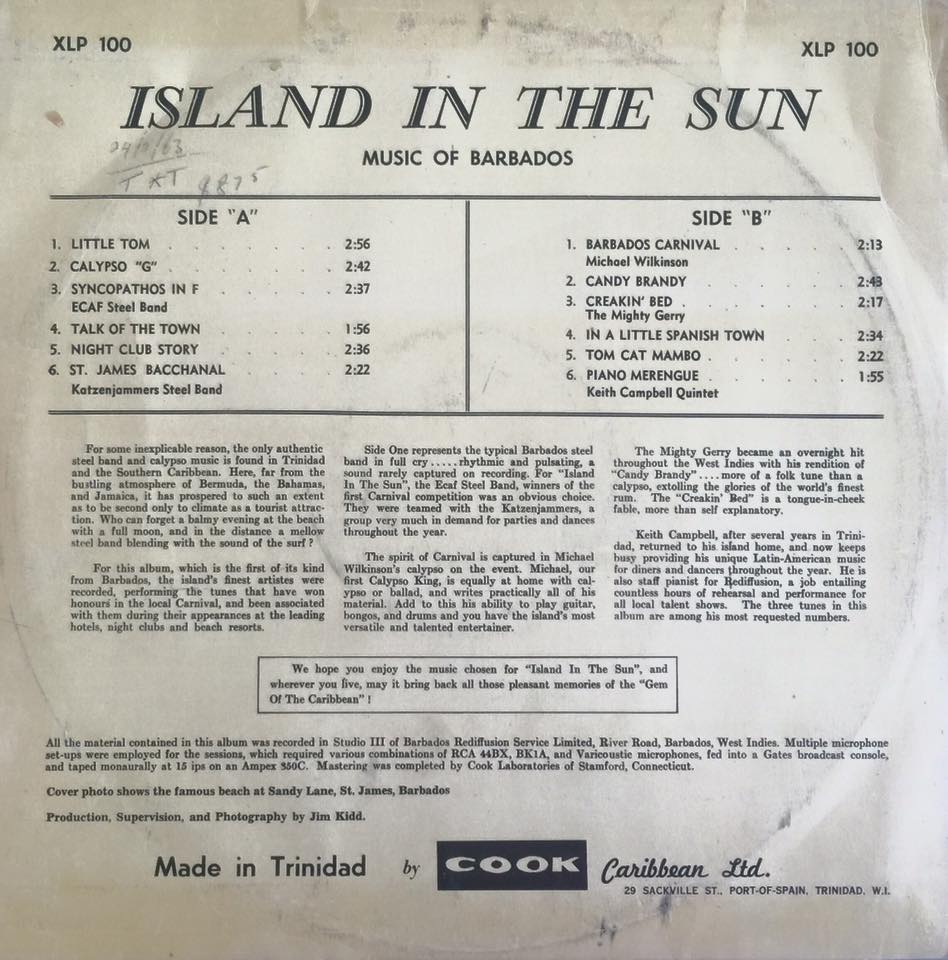 XLP 100
XLP 100
ISLAND IN THE SUN
MUSIC OF BARBADOS
8875
SIDE "A"
1. LITTLE TOM . . . . . . . 2:56
2. CALYPSO "G" . . . . . . . 2:42
3. SYNCOPATHOS IN F . . . . . 2:37
ECAF Steel Band
4. TALK OF THE TOWN . . . . . 1:56
5. NIGHT CLUB STORY . . . . . 2:36
6. ST. JAMES BACCHANAL . . . . 2:22
Katzenjammers Steel Band
SIDE "B"
1. BARBADOS CARNIVAL . . . . . 2:13
Michael Wilkinson
2. CANDY BRANDY . . . . . . 2:43
3. CREAKIN' BED . . . . . . 2:17
The Mighty Gerry
4. IN A LITTLE SPANISH TOWN . . . 2:34
5. TOM CAT MAMBO . . . . . . 2:22
6. PIANO MERENGUE . . . . . . 1:55
Keith Campbell Quintet
For some inexplicable reason, the only authentic
steel band and calypso music is found in Trinidad
and the Southern Caribbean. Here, far from the
bustling atmosphere of Bermuda, the Bahamas,
and Jamaica, it has prospered to such an extent
as to be second only to climate as a tourist attrac-
tion. Who can forget a balmy evening at the beach
with a full moon, and in the distance a mellow
steel band blending with the sound of the surf?
For this album, which is the first of its kind
from Barbados, the island's finest artistes were
recorded, performing the tunes that have won
honours in the local Carnival, and been associated
with them during their appearances at the leading
hotels, night clubs and beach resorts.
Side One represents the typical Barbados steel
band in full cry.....rhythmic and pulsating, a
sound rarely captured on recording. For "Island
In The Sun", the Ecaf Steel Band, winners of the
first Carnival competition was an obvious choice.
They were teamed with the Katzenjammers, a
group very much in demand for parties and dances
throughout the year.
The spirit of Carnival is captured in Michael
Wilkinson's calypso on the event. Michael, our
first Calypso King, is equally at home with cal-
ypso or ballad, and writes practically all of his
material. Add to this his ability to play guitar,
bongos, and drums and you have the island's most
versatile and talented entertainer.
The Mighty Gerry became an overnight hit
throughout the West Indies with his rendition of
"Candy Brandy"....more of a folk tune than a
calypso, extolling the glories of the world's finest
rum. The "Creakin' Bed" is a tongue-in-cheek
fable, more than self explanatory.
Keith Campbell, after several years in Trini-
dad, returned to his island home, and now keeps
busy providing his unique Latin-American music
for diners and dancers throughout the year. He is
also staff pianist for Rediffusion, a job entailing
countless hours of rehearsal and performance for
all local talent shows. The three tunes in this
album are among his most requested numbers.
We hope you enjoy the music chosen for "Island In The Sun", and
wherever you live, may it bring back all those pleasant memories of the "Gem
Of The Caribbean"!
All the material contained in this album was recorded in Studio III of Barbados Rediffusion Service Limited, River Road, Barbados, West Indies. Multiple microphone
set-ups were employed for the sessions, which required various combinations of RCA 44BX, BK1A, and Varicoustic microphones, fed into a Gates broadcast console,
and taped monaurally at 15 ips on an Ampex 350C. Mastering was completed by Cook Laboratories of Stamford, Connecticut.
Cover photo shows the famous beach at Sandy Lane, St. James, Barbados
Production, Supervision, and Photography by Jim Kidd.
Made in Trinidad by COOK Caribbean Ltd.
29 SACKVILLE ST., PORT-OF-SPAIN, TRINIDAD, W.I.